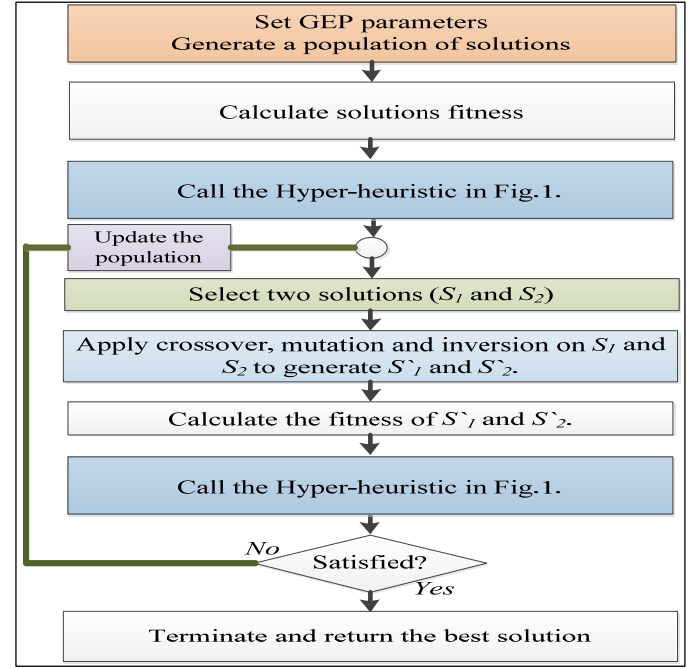 Set GEP parameters
Generate a population of solutions
Calculate solutions fitness
Call the Hyper-heuristic in Fig.1.
Update the
population
Select two solutions (S1 and S2)
Apply crossover, mutation and inversion on S1 and
S2 to generate S`1 and S`2.
Calculate the fitness of S`1 and S`2.
Call the Hyper-heuristic in Fig.1.
No
Satisfied?
Yes
Terminate and return the best solution